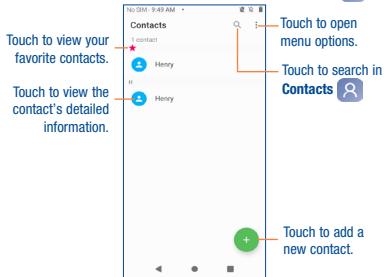 No SIM · 9:49 AM •
Contacts
1 contact
Henry
H
Henry
Touch to view your
favorite contacts.
Touch to view the
contact's detailed
information.
Touch to open
menu options.
Touch to search in
Contacts
Touch to add a
new contact.